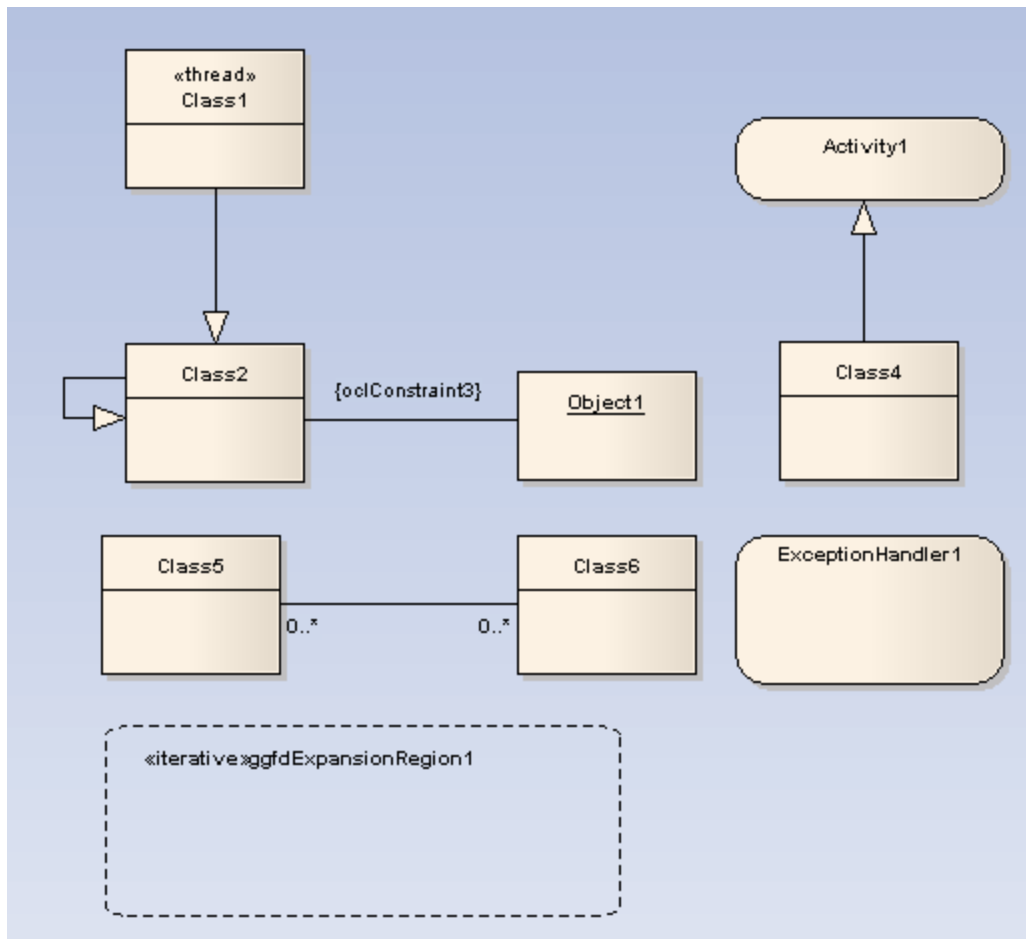 «thread»
Class1
Activity1
Class2
{oclConstraint3}
Object1
Class4
Class5
Class6
ExceptionHandler1
0..*
0..*
«iterative»ggfdExpansionRegion1